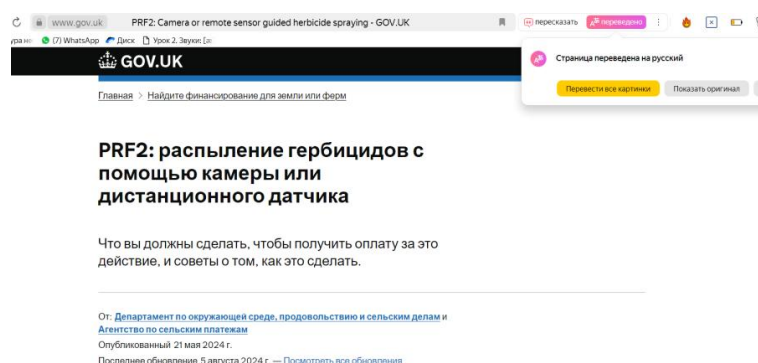 www.gov.uk PRF2: Camera or remote sensor guided herbicide spraying - GOV.UK пересказать переведено
(7) WhatsApp Диск Урок 2. Звуки: [a:
GOV.UK
Страница переведена на русский
Перевести все картинки Показать оригинал
Главная > Найдите финансирование для земли или ферм
PRF2: распыление гербицидов с
помощью камеры или
дистанционного датчика
Что вы должны сделать, чтобы получить оплату за это
действие, и советы о том, как это сделать.
От: Департамент по окружающей среде, продовольствию и сельским делам и
Агентство по сельским платежам
Опубликованный 21 мая 2024 г.
Последнее обновление 5 августа 2024 г. — Посмотреть все обновления